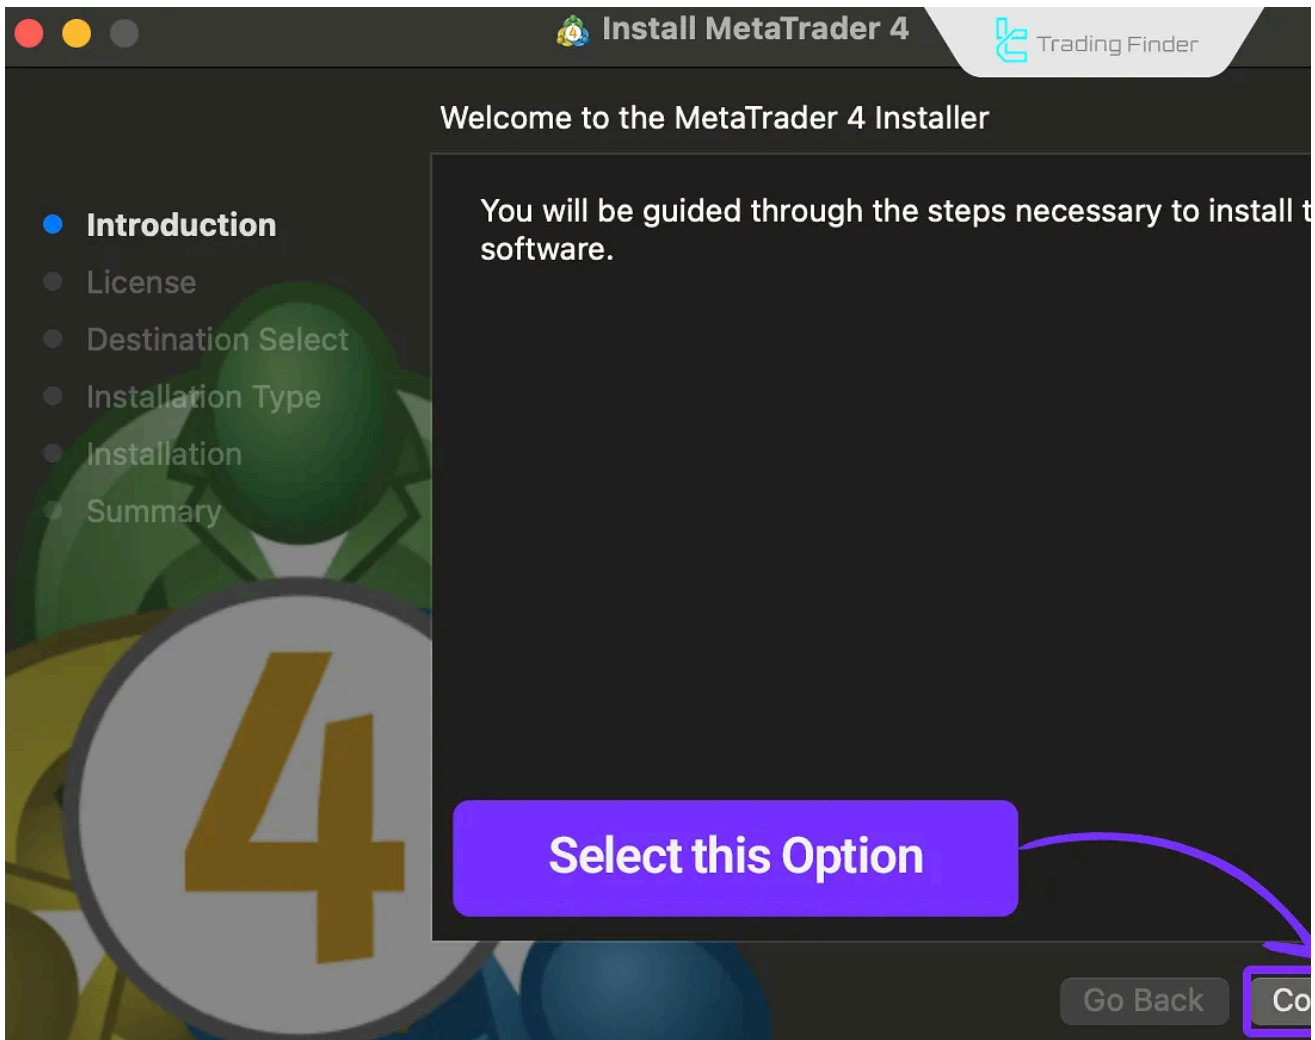 Install MetaTrader 4
Trading Finder
Welcome to the MetaTrader 4 Installer
Introduction
License
Destination Select
Installation Type
Installation
Summary
You will be guided through the steps necessary to install
software.
4
Select this Option
Go Back